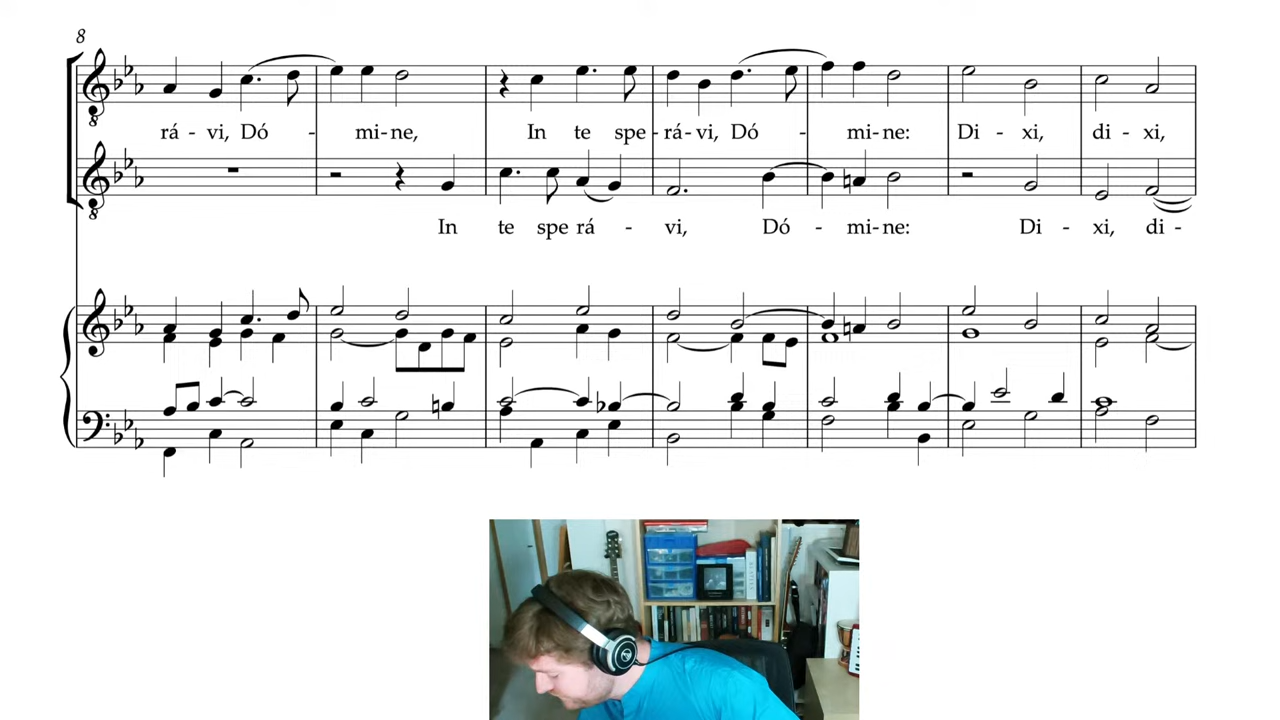 8
rá - vi, Dó - mi-ne, In te spe-rá-vi, Dó - mi-ne: Di - xi, di - xi,
In te spe rá - vi, Dó - mi-ne: Di - xi, di -